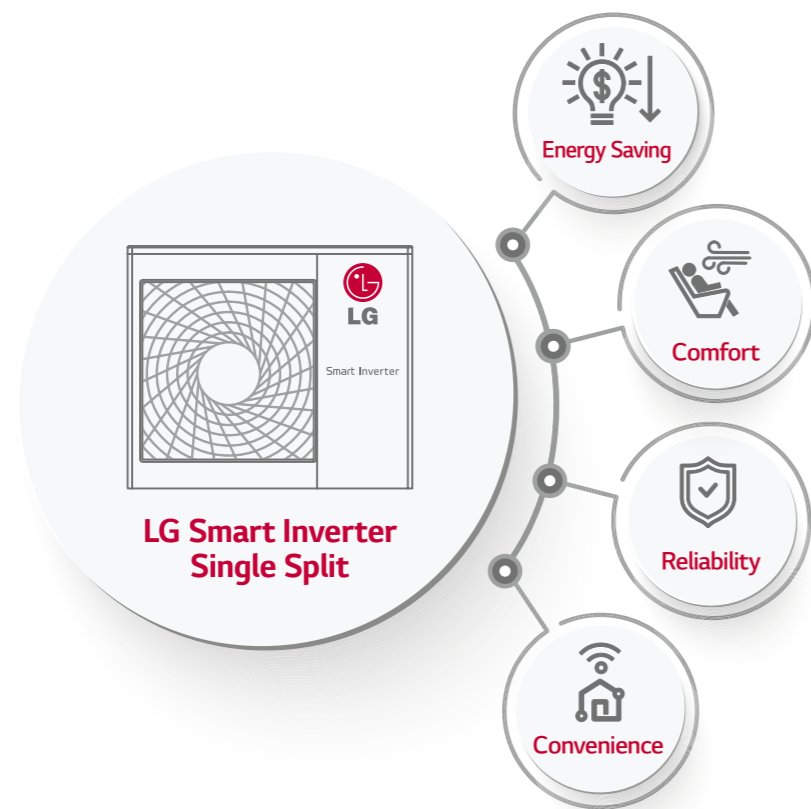 LG
Smart Inverter
LG Smart Inverter
Single Split
Energy Saving
Comfort
Reliability
Convenience